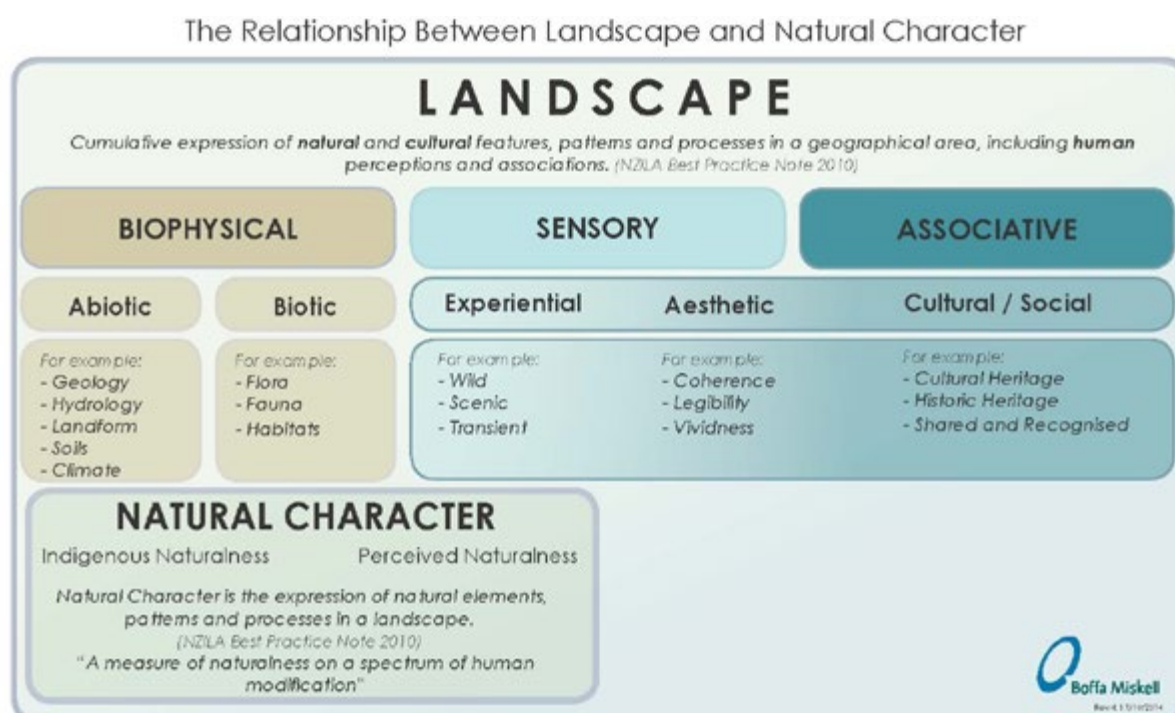 The Relationship Between Landscape and Natural Character
LANDSCAPE
Cumulative expression of natural and cultural features, patterns and processes in a geographical area, including human
perceptions and associations. (NZILA Best Practice Note 2010)
BIOPHYSICAL
SENSORY
ASSOCIATIVE
Abiotic
Biotic
Experiential
Aesthetic
Cultural / Social
For example:
- Geology
- Hydrology
- Landform
- Soils
- Climate
For example:
- Flora
- Fauna
- Habitats
For example:
- Wild
- Scenic
- Transient
For example:
- Coherence
- Legibility
- Vividness
For example:
- Cultural Heritage
- Historic Heritage
- Shared and Recognised
NATURAL CHARACTER
Indigenous Naturalness
Perceived Naturalness
Natural Character is the expression of natural elements,
patterns and processes in a landscape.
(NZILA Best Practice Note 2010)
"A measure of naturalness on a spectrum of human
modification"
Boffa Miskell